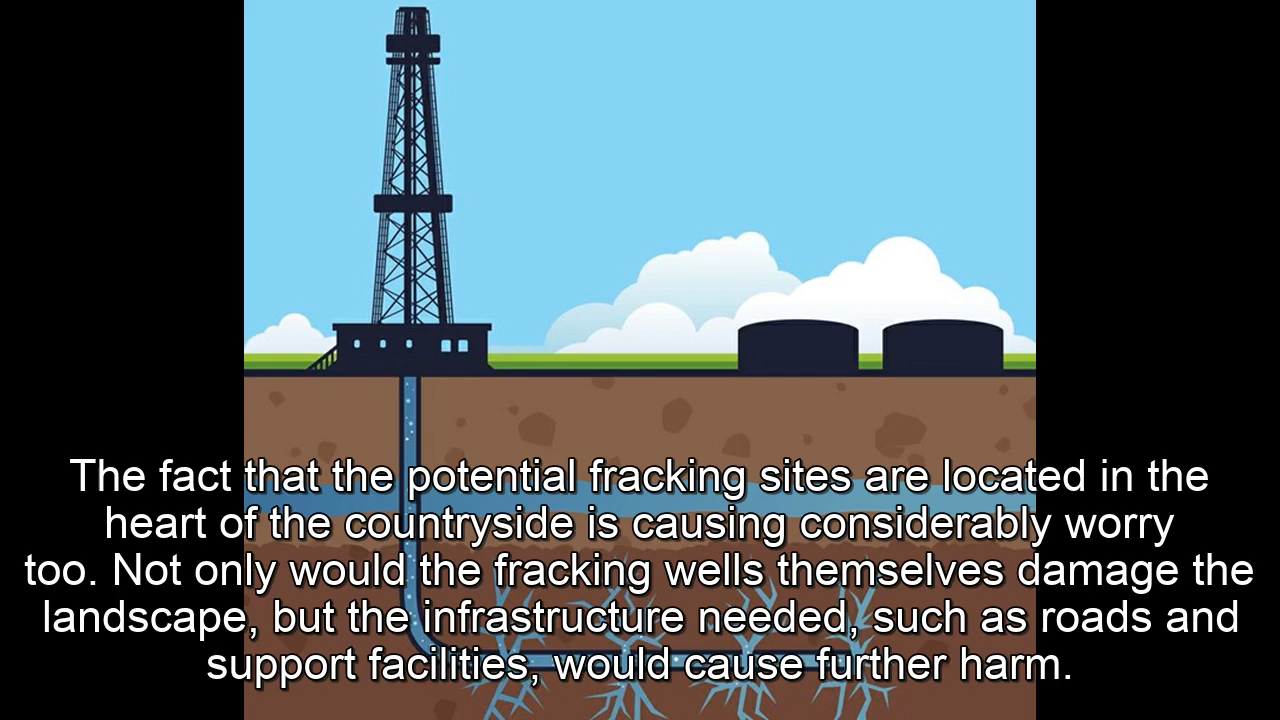 The fact that the potential fracking sites are located in the
heart of the countryside is causing considerably worry
too. Not only would the fracking wells themselves damage the
landscape, but the infrastructure needed, such as roads and
support facilities, would cause further harm.